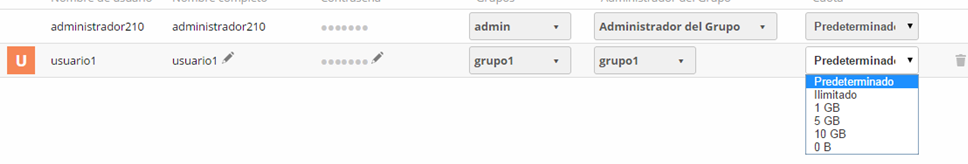 Nombre de usuario Nombre completo Contraseña Grupos Administrador del Grupo Cuota
administrador210 administrador210 ●●●●●●● admin Administrador del Grupo Predeterminado
U usuario1 usuario1 ●●●●●●● grupo1 grupo1 Predeterminado
Predeterminado
Ilimitado
1 GB
5 GB
10 GB
0 B